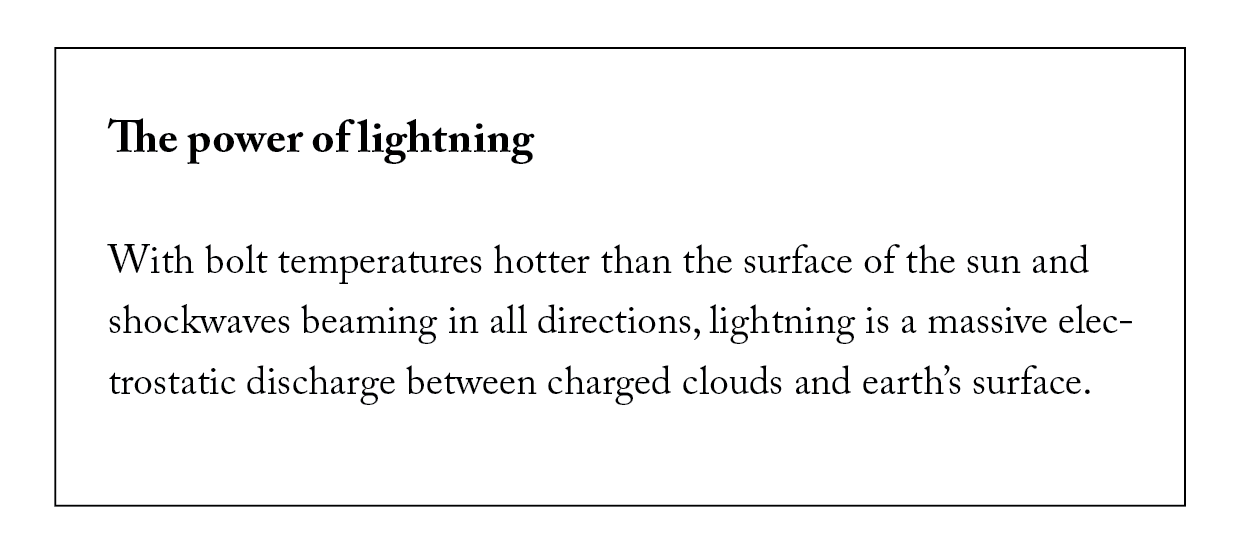 The power of lightning
With bolt temperatures hotter than the surface of the sun and
shockwaves beaming in all directions, lightning is a massive elec-
trostatic discharge between charged clouds and earth’s surface.